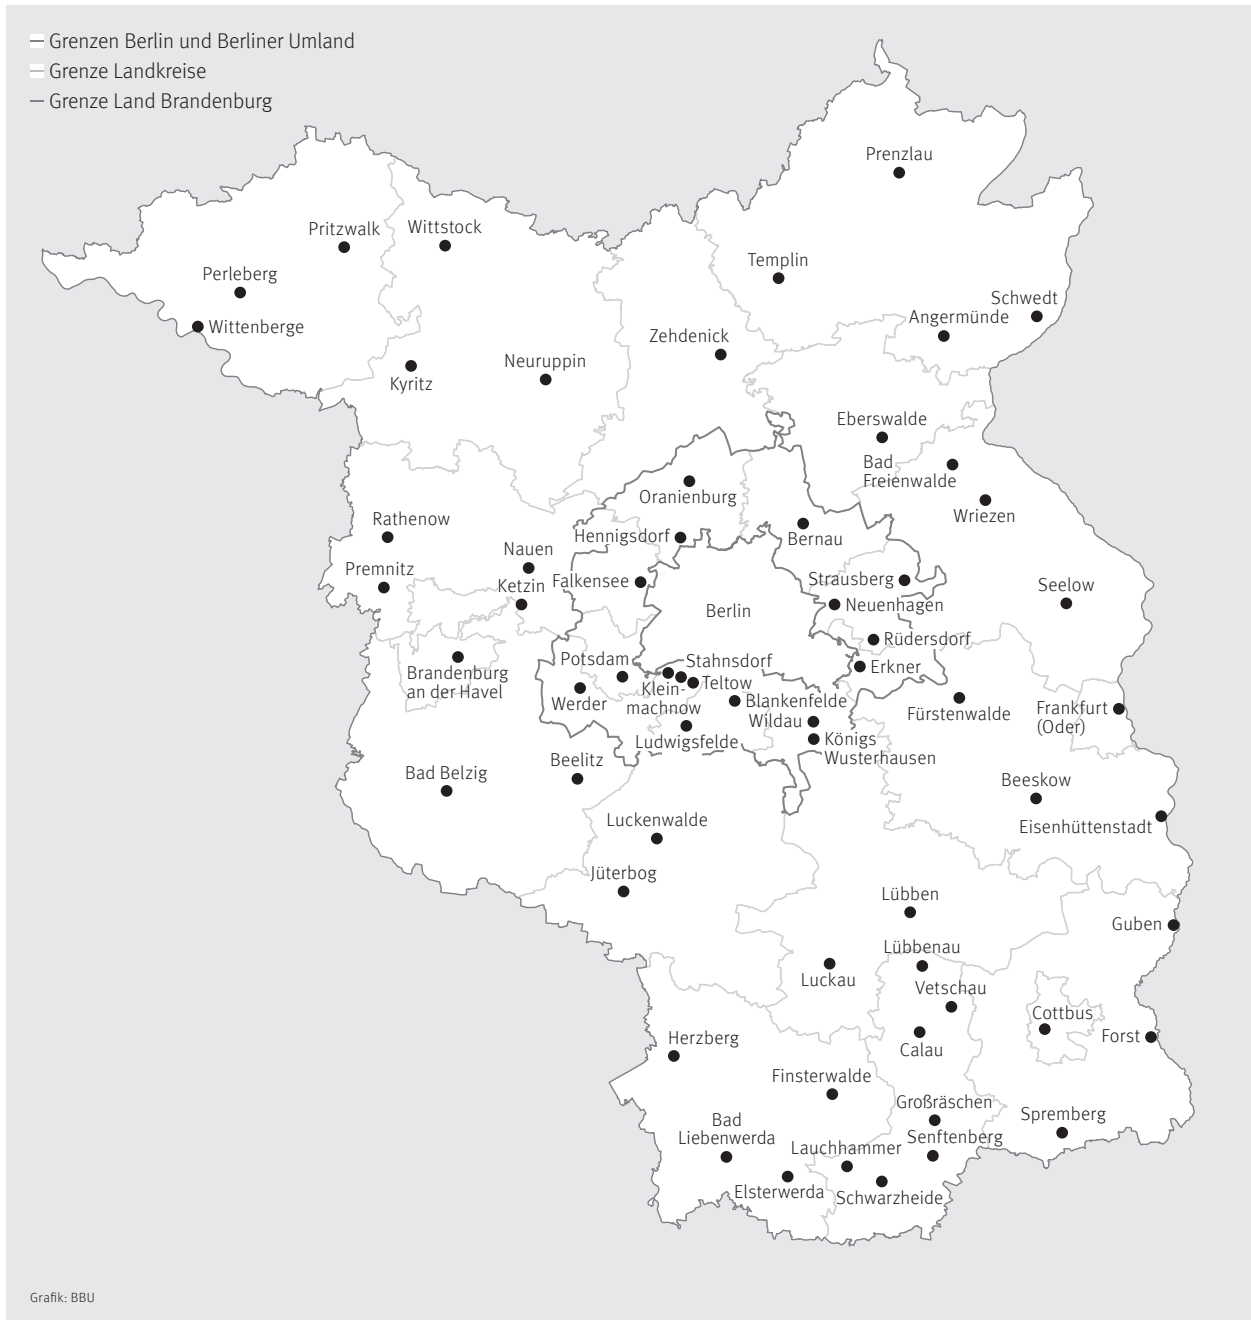 Grenzen Berlin und Berliner Umland
Grenze Landkreise
Grenze Land Brandenburg
Prenzlau
Pritzwalk
Wittstock
Templin
Perleberg
Schwedt
Angermünde
Wittenberge
Zehdenick
Neuruppin
Kyritz
Eberswalde
Bad
Freienwalde
Oranienburg
Wriezen
Rathenow
Hennigsdorf
Bernau
Nauen
Premnitz
Falkensee
Strausberg
Ketzin
Seelow
Neuenhagen
Berlin
Rüdersdorf
Potsdam
Stahnsdorf
Erkner
Brandenburg
an der Havel
Teltow
Klein-
machnow
Werder
Blankenfelde
Frankfurt
(Oder)
Fürstenwalde
Wildau
Ludwigsfelde
Königs
Wusterhausen
Beelitz
Bad Belzig
Beeskow
Luckenwalde
Eisenhüttenstadt
Jüterbog
Lübben
Guben
Lübbenau
Luckau
Vetschau
Cottbus
Herzberg
Forst
Calau
Finsterwalde
Großräschen
Spremberg
Bad
Liebenwerda
Senftenberg
Lauchhammer
Elsterwerda
Schwarzheide
Grafik: BBU